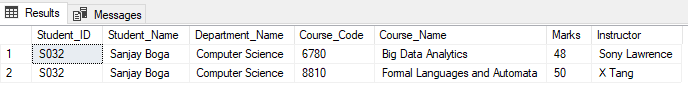 Results Messages
Student_ID Student_Name Department_Name Course_Code Course_Name Marks Instructor
1 S032 Sanjay Boga Computer Science 6780 Big Data Analytics 48 Sony Lawrence
2 S032 Sanjay Boga Computer Science 8810 Fomal Languages and Automata 50 X Tang